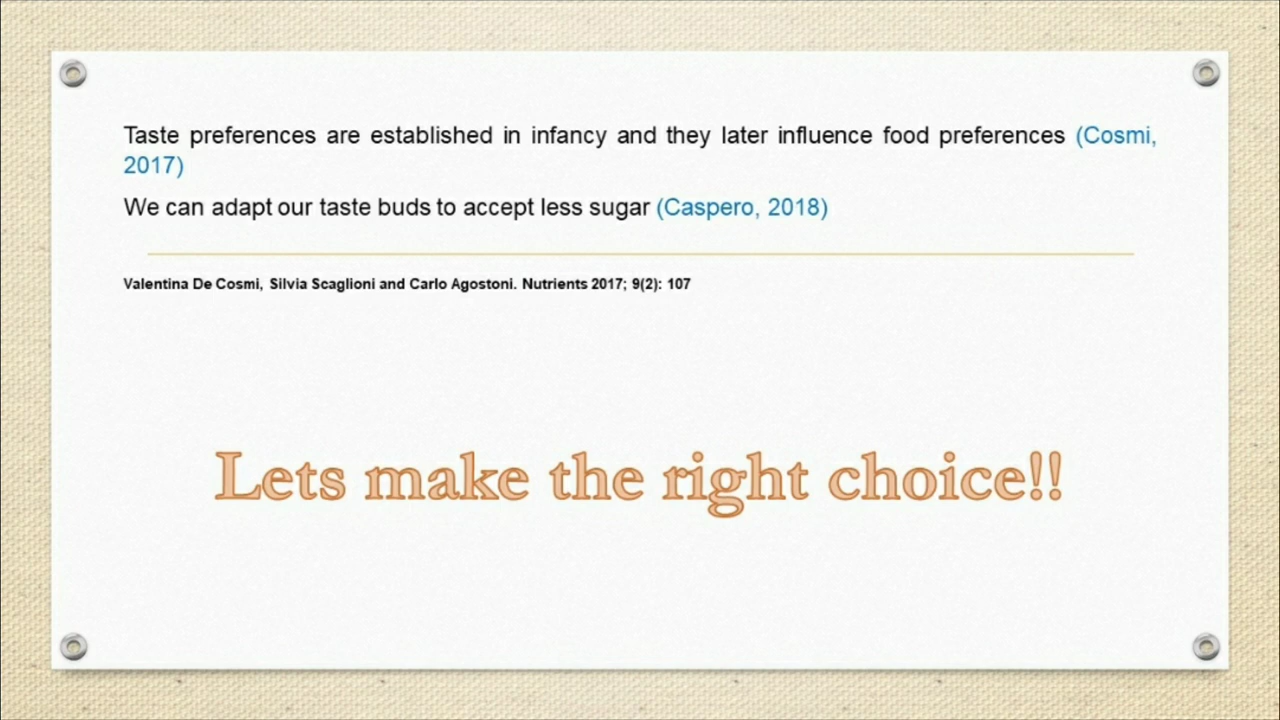 Taste preferences are established in infancy and they later influence food preferences (Cosmi,
2017)
We can adapt our taste buds to accept less sugar (Caspero, 2018)
Valentina De Cosmi, Silvia Scaglioni and Carlo Agostoni. Nutrients 2017; 9(2): 107
Lets make the right choice!!